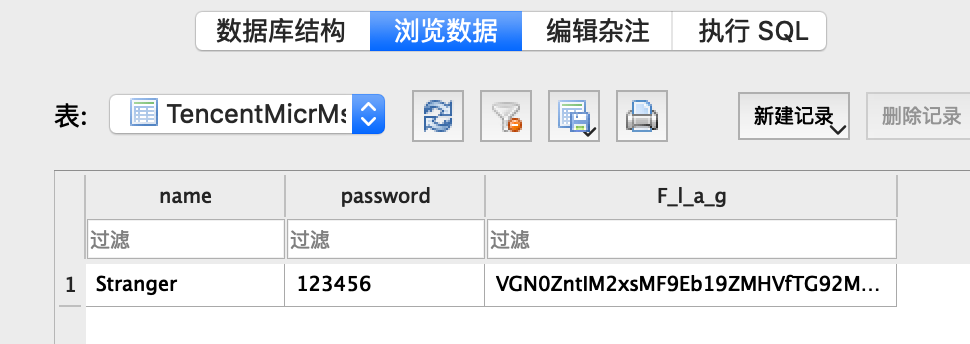 数据库结构 浏览数据 编辑杂注 执行 SQL
表: TencentMicrMs 新建记录 删除记录
name password F_l_a_g
过滤 过滤 过滤
1 Stranger 123456 VGN0ZntIM2xsMF9Eb19ZMHVfTG92M...